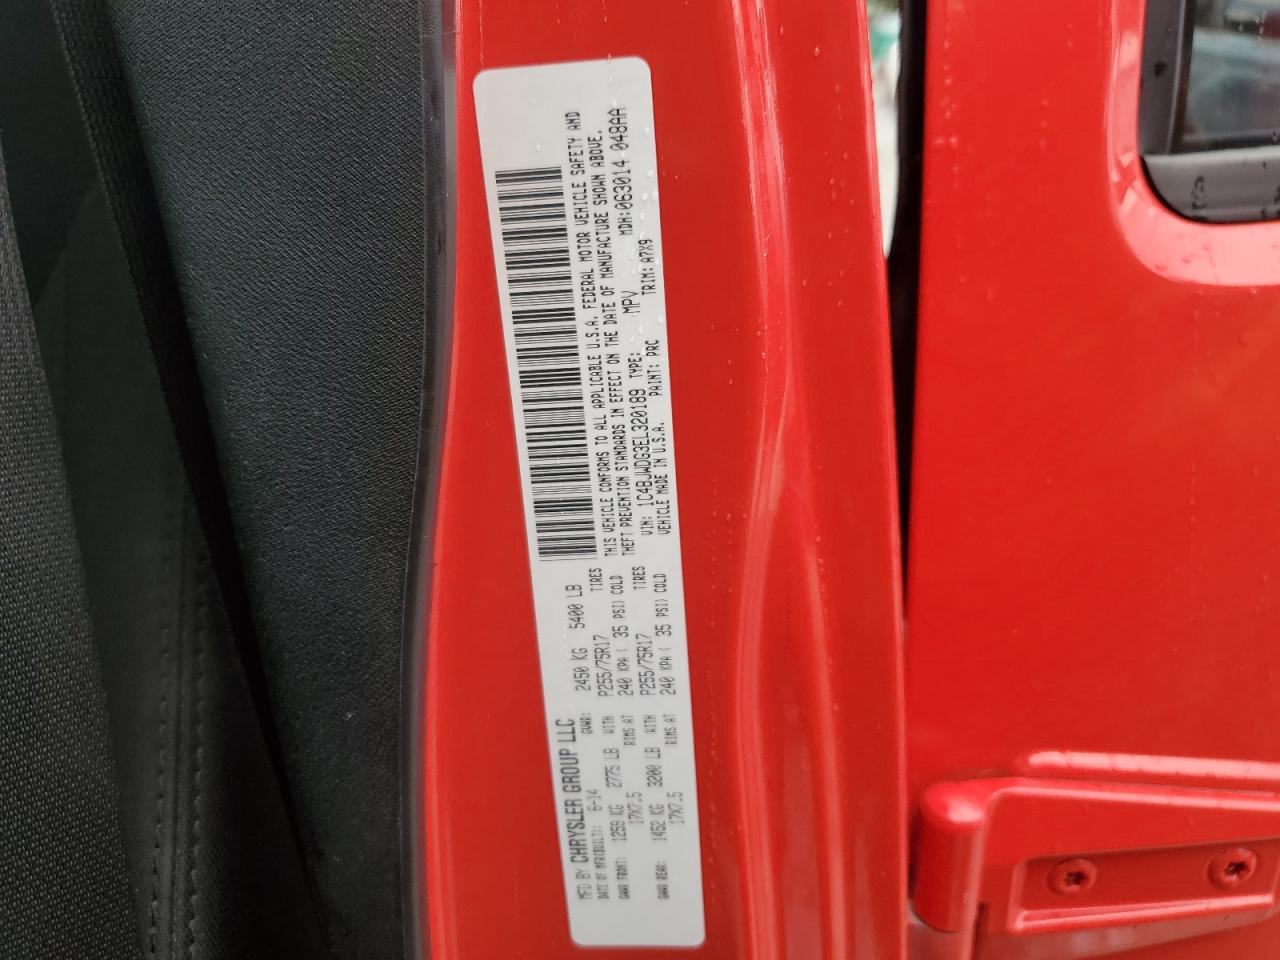 MFD BY CHRYSLER GROUP LLC
DATE OF MFR(BUILT): 6-14 GVWR: 2450 KG 5400 LB
GAWR FRONT: 1259 KG 2775 LB WITH P255/75R17 TIRES
17X7.5 RIMS AT 240 KPA ( 35 PSI) COLD
GAWR REAR: 1452 KG 3200 LB WITH P255/75R17 TIRES
17X7.5 RIMS AT 240 KPA ( 35 PSI) COLD
THIS VEHICLE CONFORMS TO ALL APPLICABLE U.S.A. FEDERAL MOTOR VEHICLE SAFETY AND
THEFT PREVENTION STANDARDS IN EFFECT ON THE DATE OF MANUFACTURE SHOWN ABOVE.
VIN: 1C4BJWDG3EL320189 TYPE: MPV MDH:063014 048AA
VEHICLE MADE IN U.S.A. PAINT: PRC TRIM: A7X9